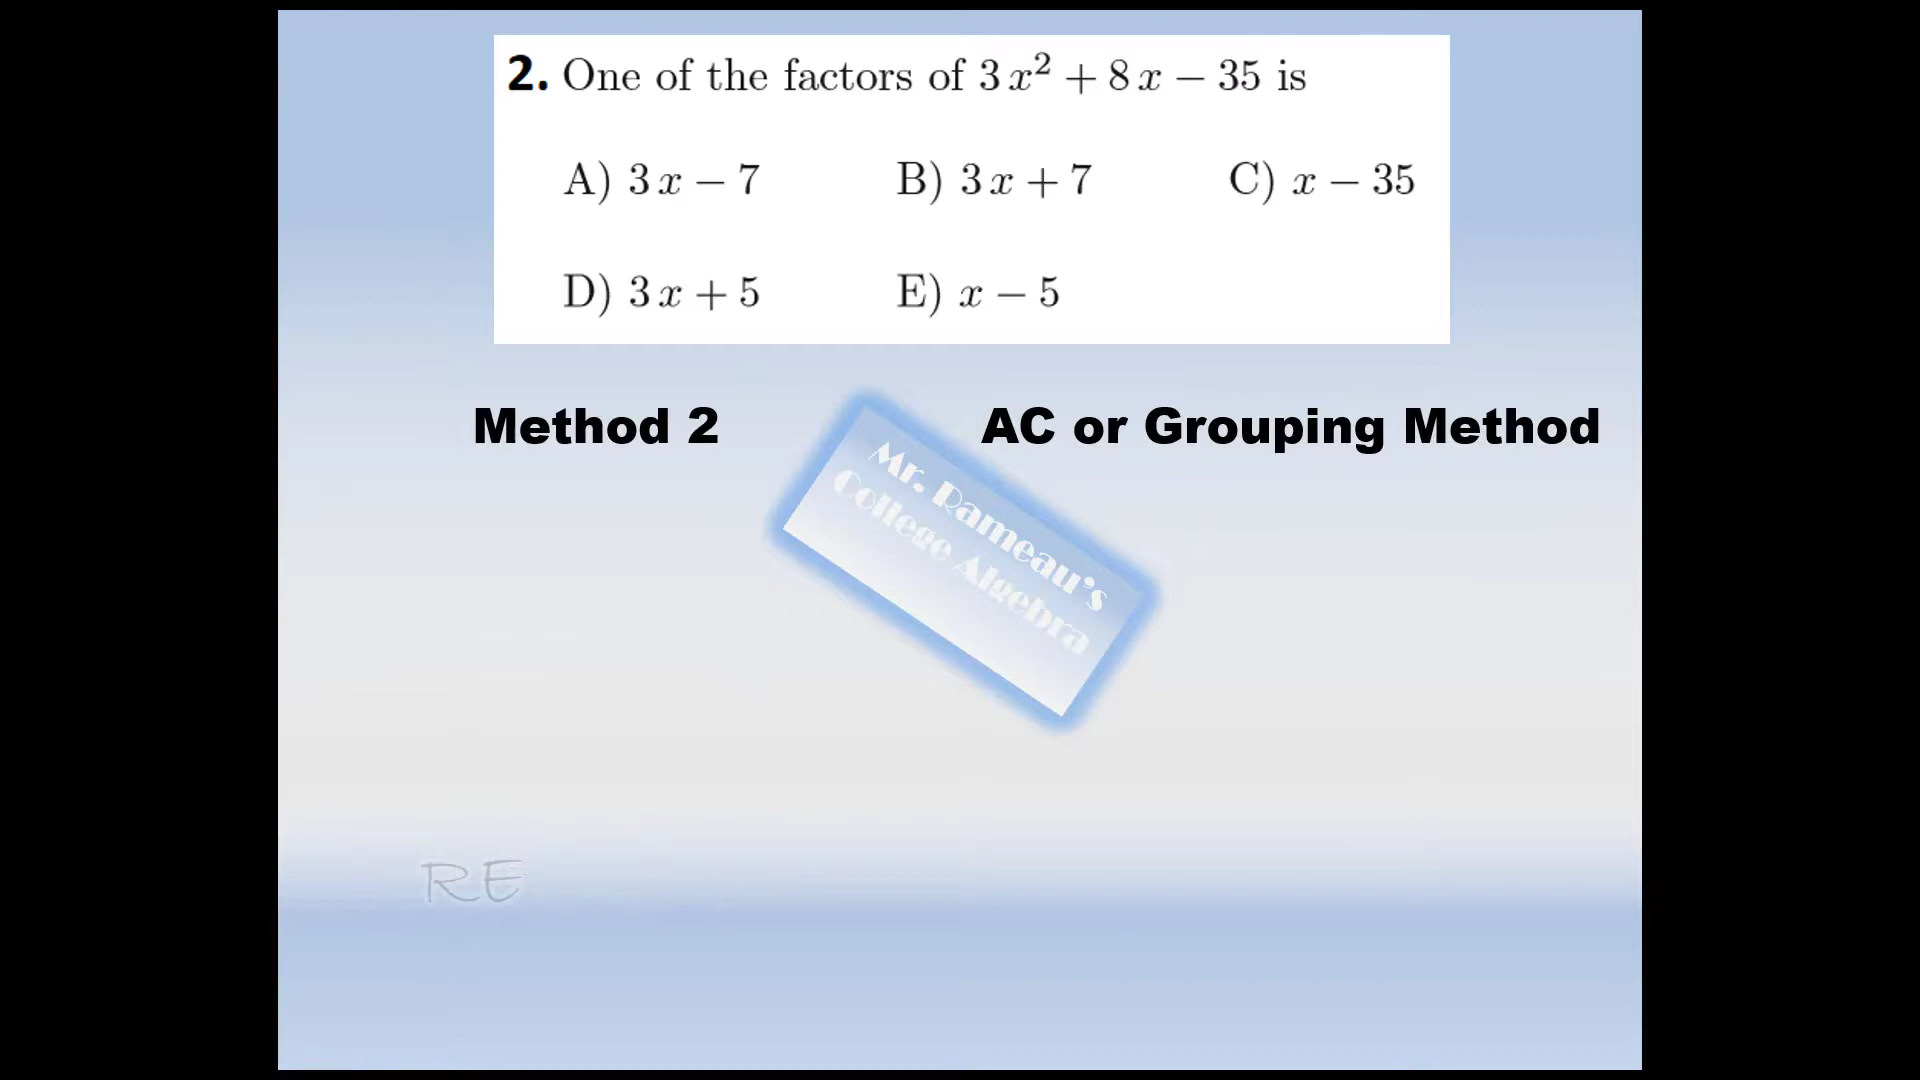 2. One of the factors of 3x² + 8x − 35 is
A) 3x − 7 B) 3x + 7 C) x − 35
D) 3x + 5 E) x − 5
Method 2 AC or Grouping Method
Mr. Rameau's
College Algebra
RE